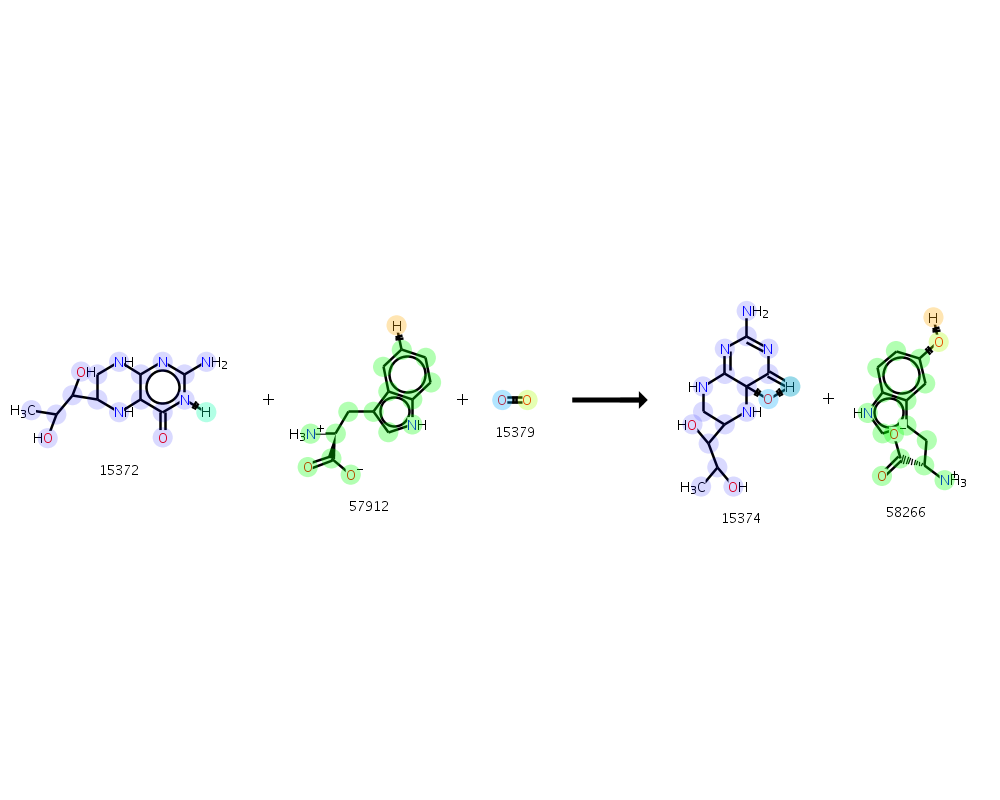 OH
NH
N
NH₂
H₃C
HO
NH
N
H
O
15372
+
H
H₃N⁺
O
O⁻
NH
57912
+
O
O
15379
NH₂
N
N
HN
H
O
NH
HO
H₃C
OH
15374
+
H
O
HN
O⁻
O
NH₃⁺
58266